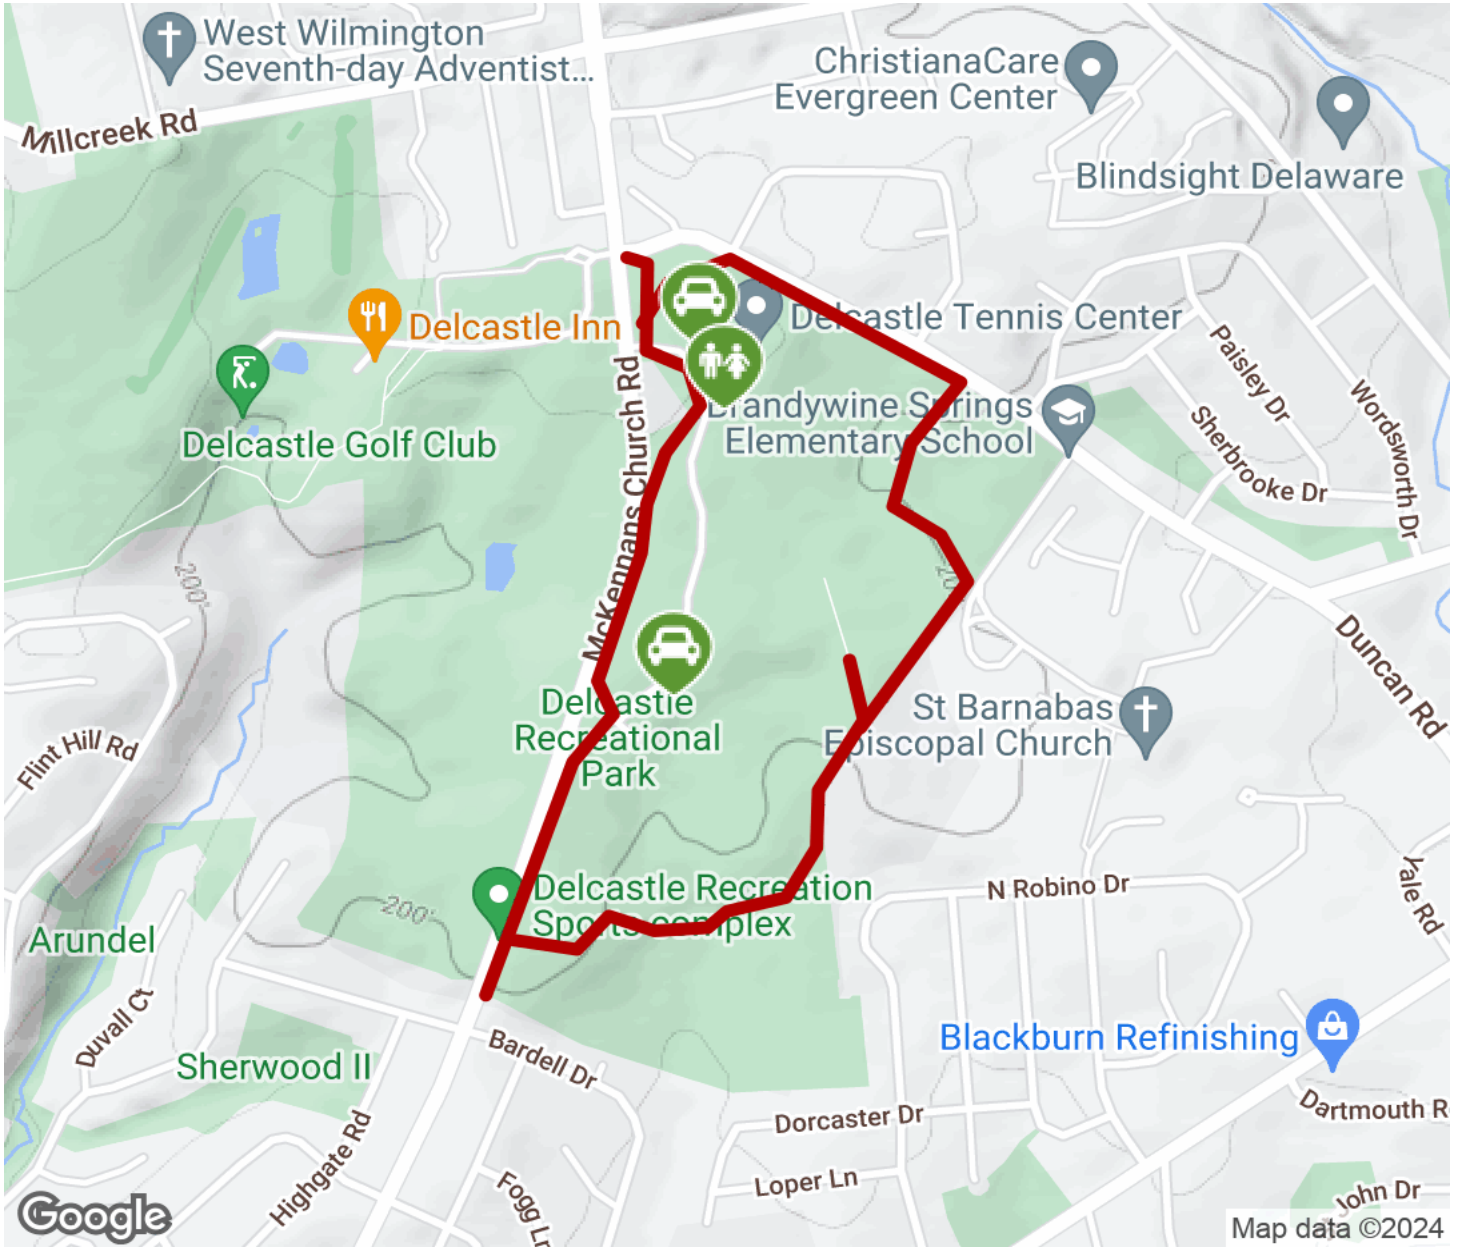 West Wilmington
Seventh-day Adventist...
ChristianaCare
Evergreen Center
Millcreek Rd
Blindsight Delaware
Delcastle Inn
Delcastle Tennis Center
Paisley Dr
Wordsworth Dr
McKennans Church Rd
Brandywine Springs
Elementary School
Sherbrooke Dr
Delcastle Golf Club
200'
20
Duncan Rd
Delcastle
Recreational
Park
St Barnabas
Episcopal Church
Flint Hill Rd
Delcastle Recreation
Sports complex
N Robino Dr
Yale Rd
200'
Arundel
Duvall Ct
Blackburn Refinishing
Sherwood II
Bardell Dr
Dartmouth R
Dorcaster Dr
Highgate Rd
Loper Ln
Fogg Ln
John Dr
Google
Map data ©2024